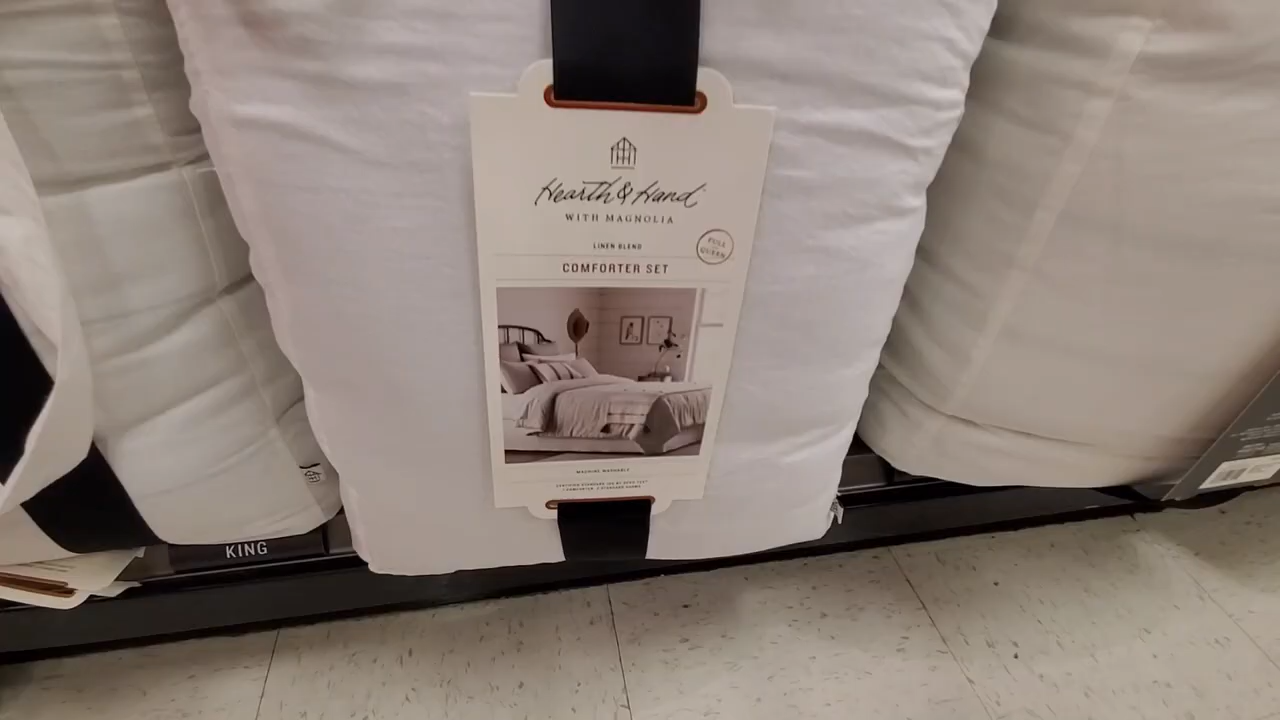 Hearth & Hand
WITH MAGNOLIA
LINEN BLEND
FULL
QUEEN
COMFORTER SET
MACHINE WASHABLE
KING